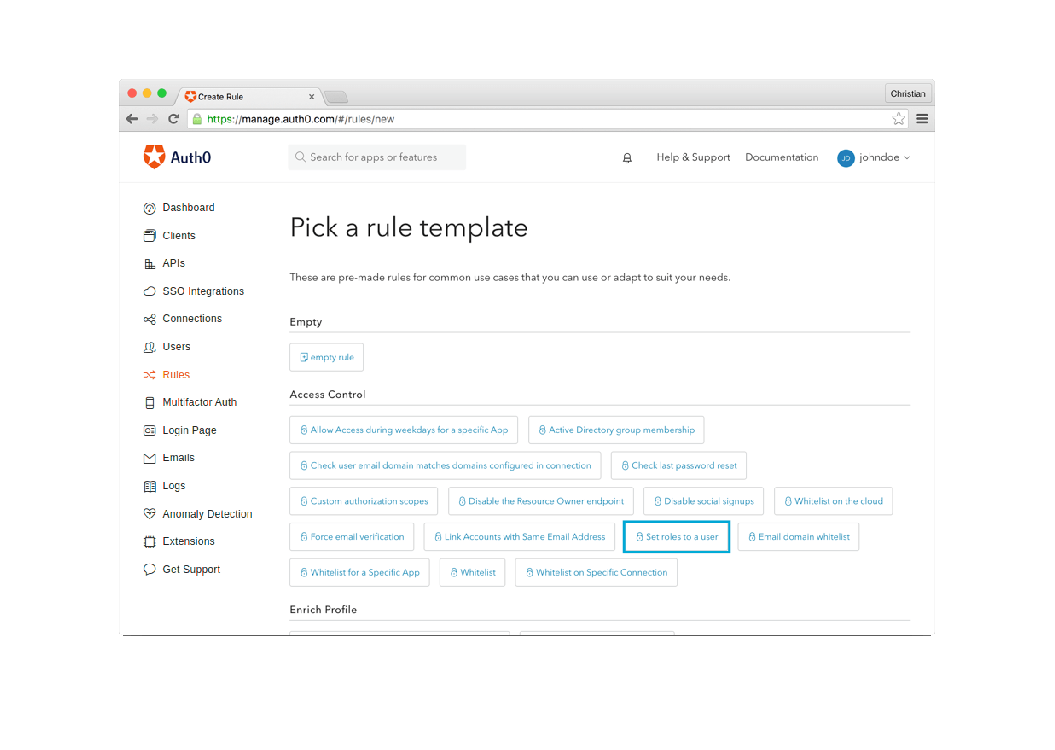 Create Rule x
Christian
https://manage.auth0.com/#/rules/new
Auth0
Search for apps or features
Help & Support Documentation JD johndoe
Dashboard
Clients
APIs
SSO Integrations
Connections
Users
Rules
Multifactor Auth
Login Page
Emails
Logs
Anomaly Detection
Extensions
Get Support
Pick a rule template
These are pre-made rules for common use cases that you can use or adapt to suit your needs.
Empty
empty rule
Access Control
Allow Access during weekdays for a specific App Active Directory group membership
Check user email domain matches domains configured in connection Check last password reset
Custom authorization scopes Disable the Resource Owner endpoint Disable social signups Whitelist on the cloud
Force email verification Link Accounts with Same Email Address Set roles to a user Email domain whitelist
Whitelist for a Specific App Whitelist Whitelist on Specific Connection
Enrich Profile